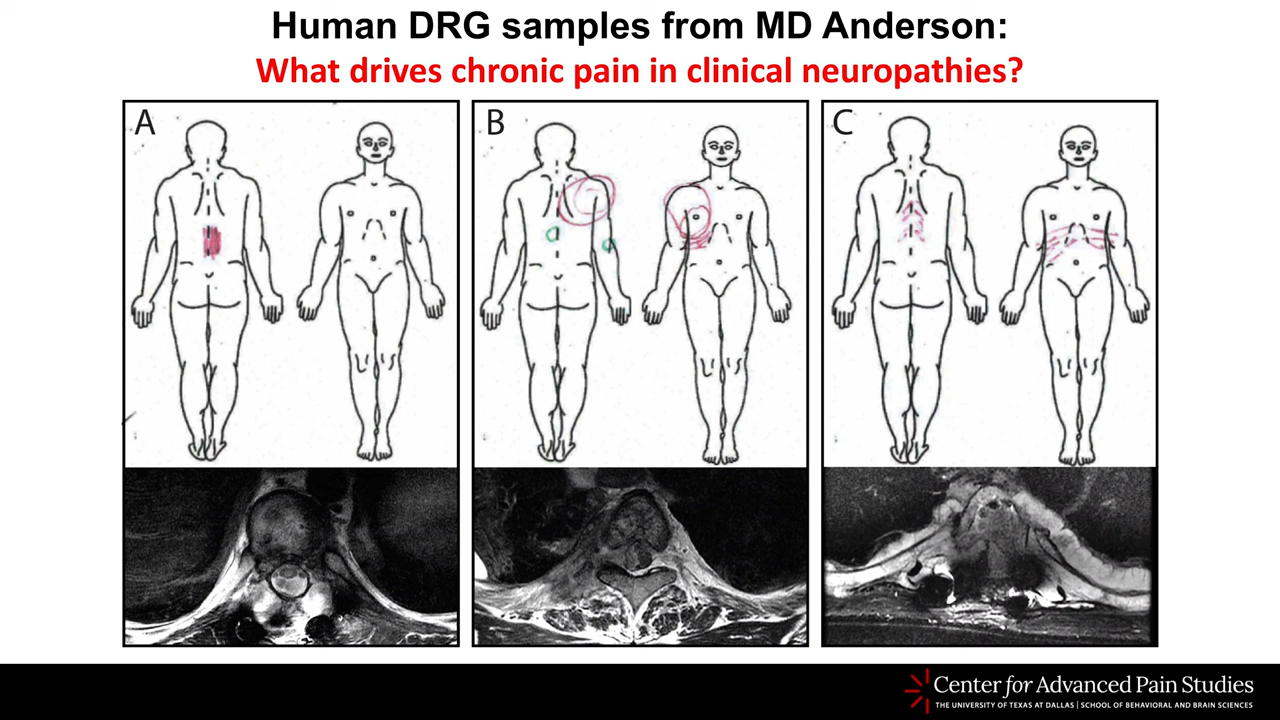 Human DRG samples from MD Anderson:
What drives chronic pain in clinical neuropathies?
A
B
C
Center for Advanced Pain Studies
THE UNIVERSITY OF TEXAS AT DALLAS | SCHOOL OF BEHAVIORAL AND BRAIN SCIENCES